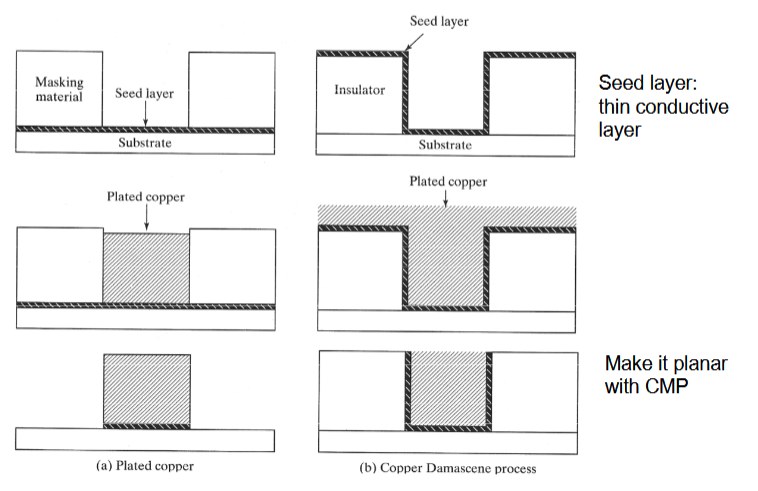 Seed layer
Masking
material
Seed layer
Substrate
Insulator
Substrate
Seed layer:
thin conductive
layer
Plated copper
Plated copper
Make it planar
with CMP
(a) Plated copper
(b) Copper Damascene process